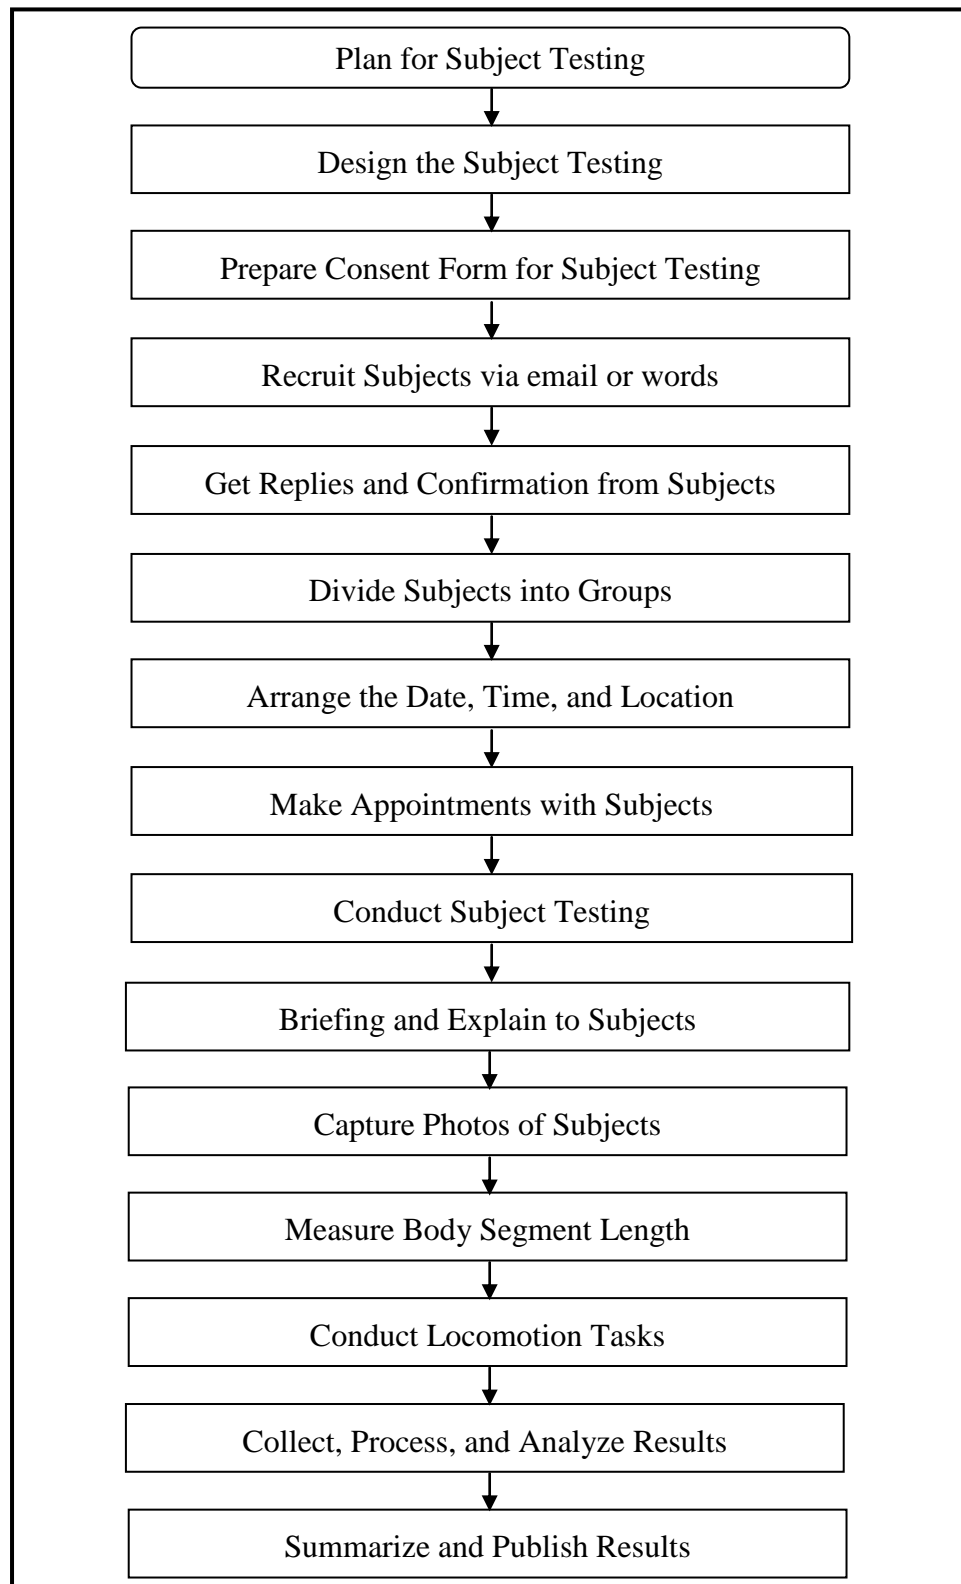 Plan for Subject Testing
Design the Subject Testing
Prepare Consent Form for Subject Testing
Recruit Subjects via email or words
Get Replies and Confirmation from Subjects
Divide Subjects into Groups
Arrange the Date, Time, and Location
Make Appointments with Subjects
Conduct Subject Testing
Briefing and Explain to Subjects
Capture Photos of Subjects
Measure Body Segment Length
Conduct Locomotion Tasks
Collect, Process, and Analyze Results
Summarize and Publish Results